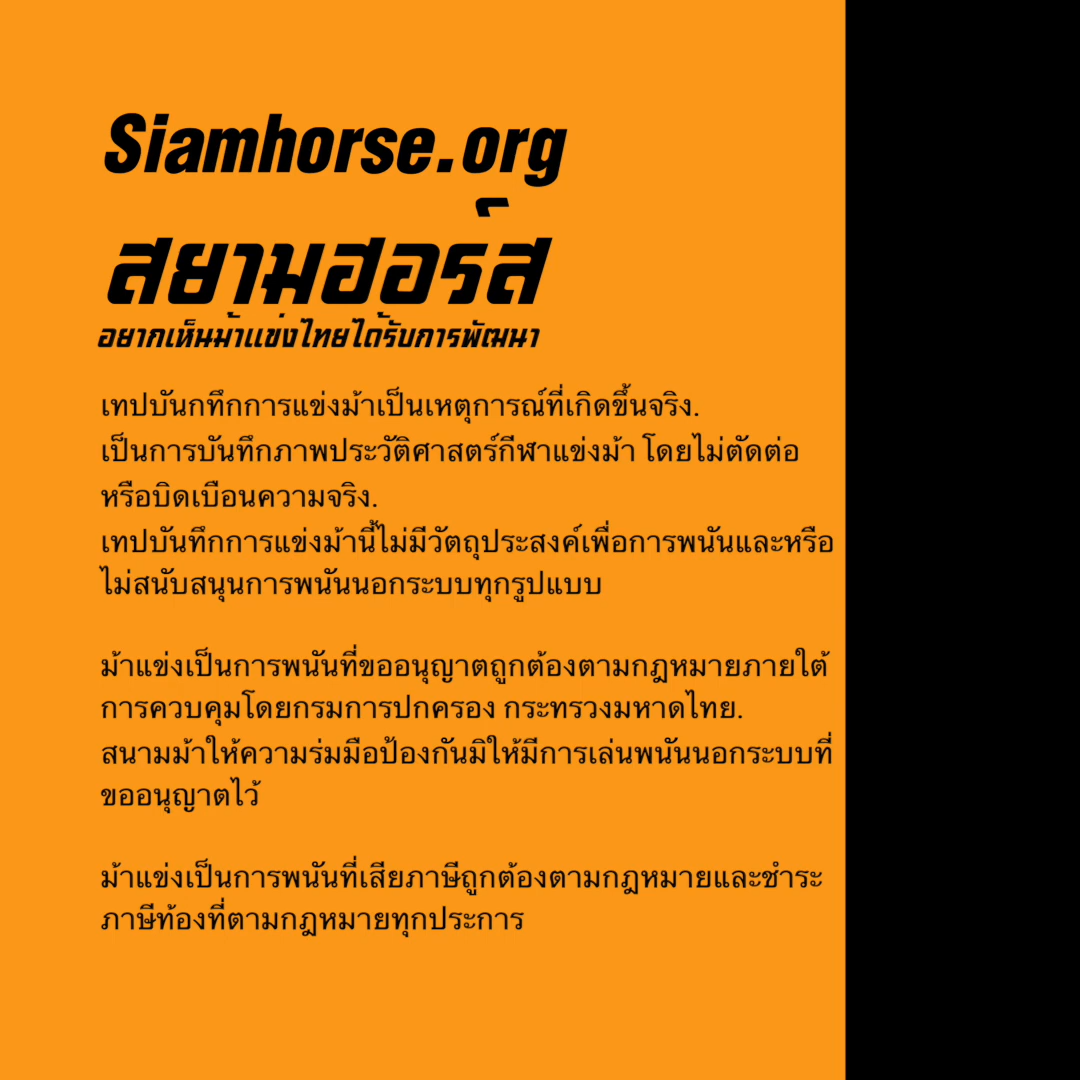 Siamhorse.org
สยามฮอร์ส
อยากเห็นม้าแข่งไทยได้รับการพัฒนา
เทปบันกทึกการแข่งม้าเป็นเหตุการณ์ที่เกิดขึ้นจริง.
เป็นการบันทึกภาพประวัติศาสตร์กีฬาแข่งม้า โดยไม่ตัดต่อ
หรือบิดเบือนความจริง.
เทปบันทึกการแข่งม้านี้ไม่มีวัตถุประสงค์เพื่อการพนันและหรือ
ไม่สนับสนุนการพนันนอกระบบทุกรูปแบบ
ม้าแข่งเป็นการพนันที่ขออนุญาตถูกต้องตามกฎหมายภายใต้
การควบคุมโดยกรมการปกครอง กระทรวงมหาดไทย.
สนามม้าให้ความร่มมือป้องกันมิให้มีการเล่นพนันนอกระบบที่
ขออนุญาตไว้
ม้าแข่งเป็นการพนันที่เสียภาษีถูกต้องตามกฎหมายและชำระ
ภาษีท้องที่ตามกฎหมายทุกประการ